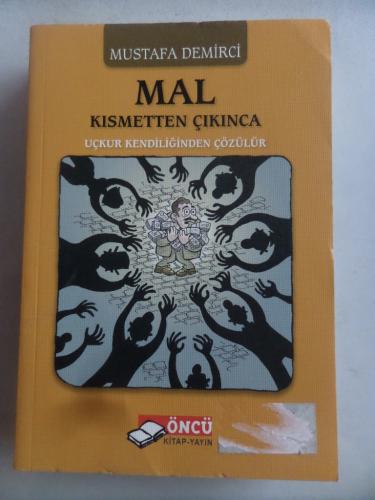 MUSTAFA DEMİRCİ
MAL
KISMETTEN ÇIKINCA
UÇKUR KENDİLİĞİNDEN ÇÖZÜLÜR
ÖNCÜ
KİTAP-YAYIN